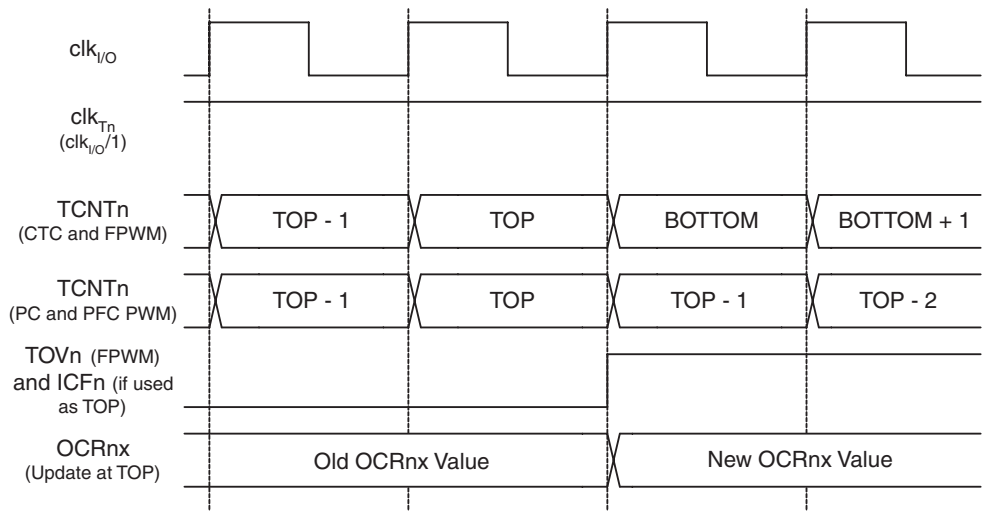 clkI/O
clkTn
(clkI/O/1)
TCNTn
(CTC and FPWM)
TOP - 1
TOP
BOTTOM
BOTTOM + 1
TCNTn
(PC and PFC PWM)
TOP - 1
TOP
TOP - 1
TOP - 2
TOVn (FPWM)
and ICFn (if used
as TOP)
OCRnx
(Update at TOP)
Old OCRnx Value
New OCRnx Value